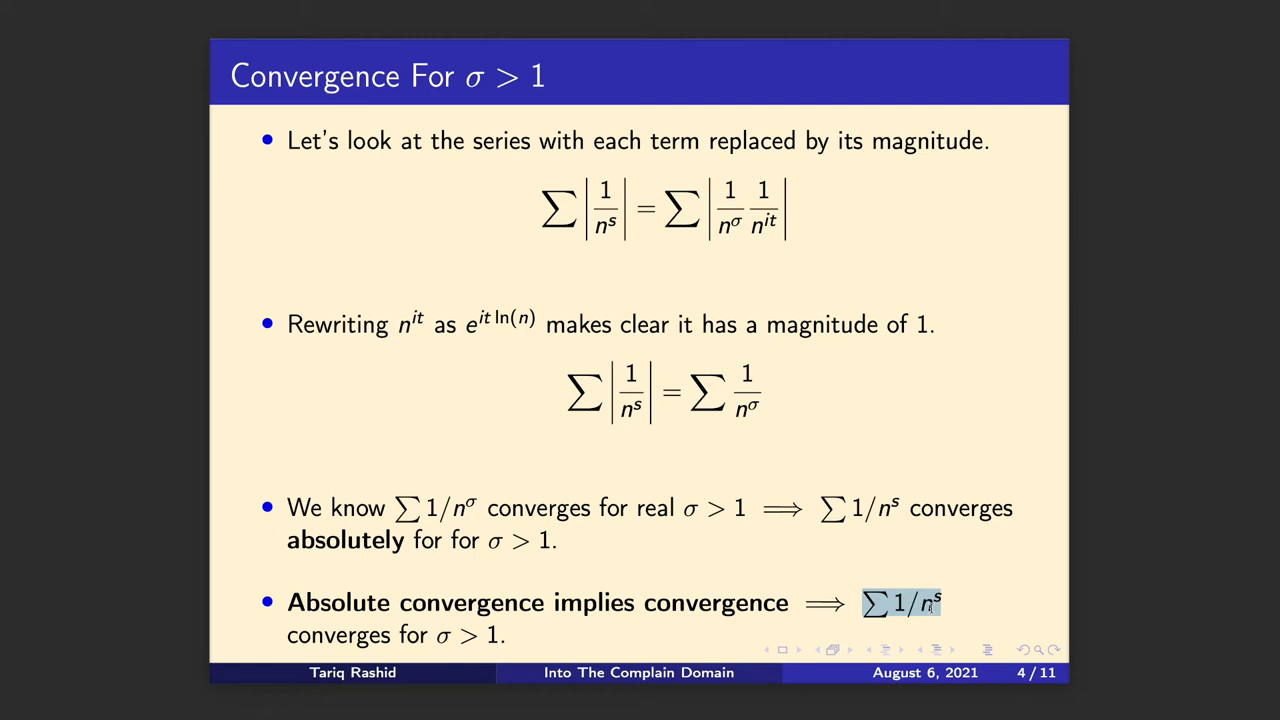 Convergence For σ > 1
• Let's look at the series with each term replaced by its magnitude.
∑ |1/n^s| = ∑ |1/n^σ 1/n^{it}|
• Rewriting n^{it} as e^{it ln(n)} makes clear it has a magnitude of 1.
∑ |1/n^s| = ∑ 1/n^σ
• We know ∑ 1/n^σ converges for real σ > 1 ⟹ ∑ 1/n^s converges
absolutely for for σ > 1.
• Absolute convergence implies convergence ⟹ ∑ 1/n^s
converges for σ > 1.
Tariq Rashid Into The Complain Domain August 6, 2021 4 / 11